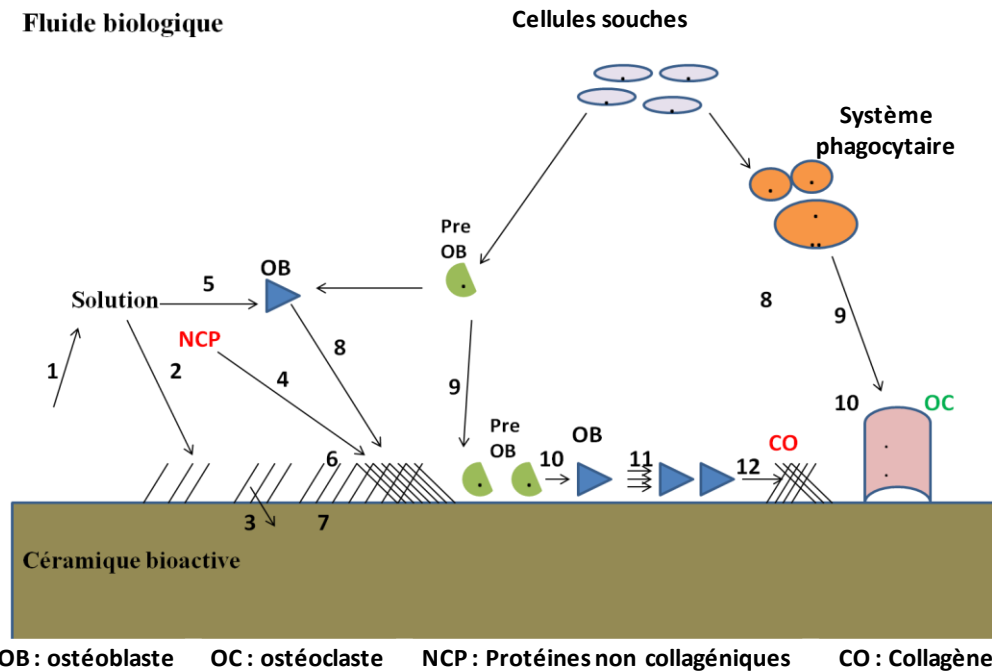 Fluide biologique
Cellules souches
Système
phagocytaire
Pre
OB
OB
5
Solution
8
9
NCP
8
1
2
4
9
10
OC
Pre
OB
OB
CO
6
10
11
12
3
7
Céramique bioactive
OB : ostéoblaste OC : ostéoclaste NCP : Protéines non collagéniques CO : Collagène